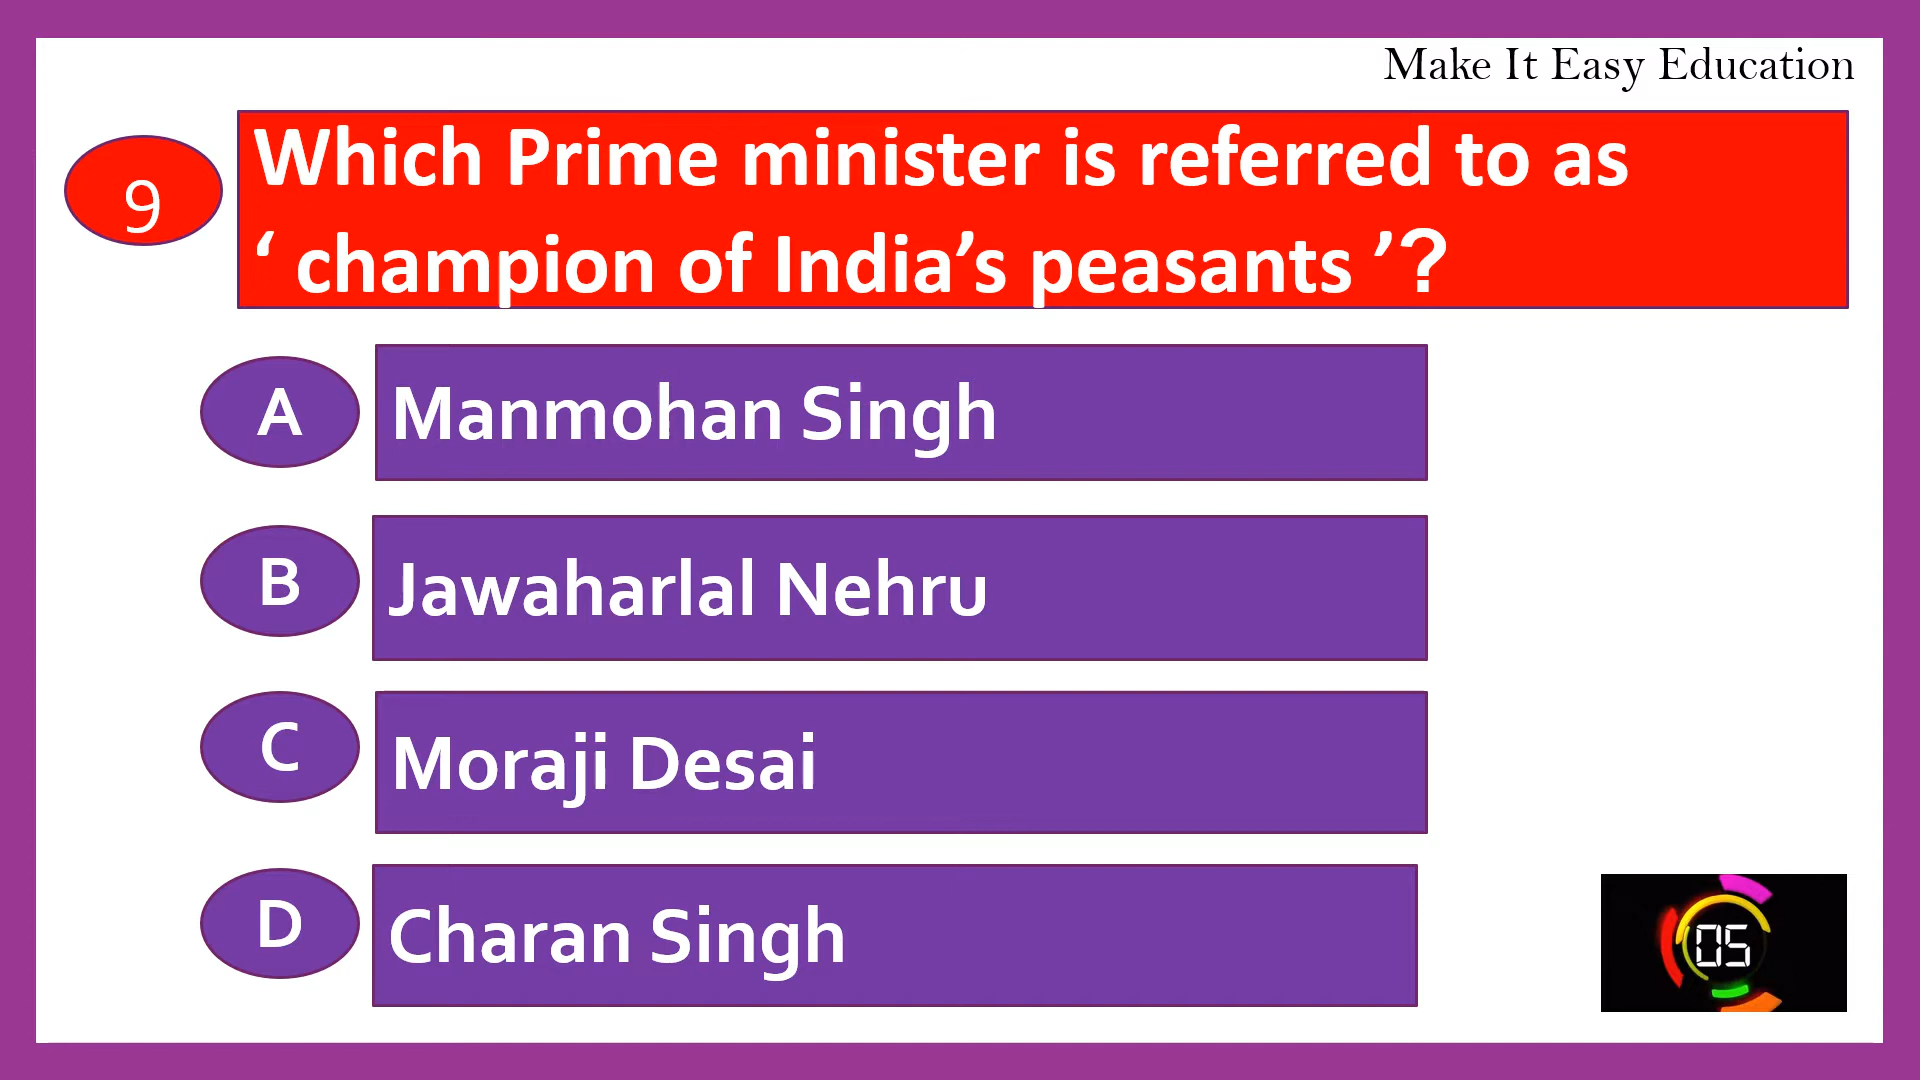 Make It Easy Education
9
Which Prime minister is referred to as
‘ champion of India’s peasants ’?
A
Manmohan Singh
B
Jawaharlal Nehru
C
Moraji Desai
D
Charan Singh
05